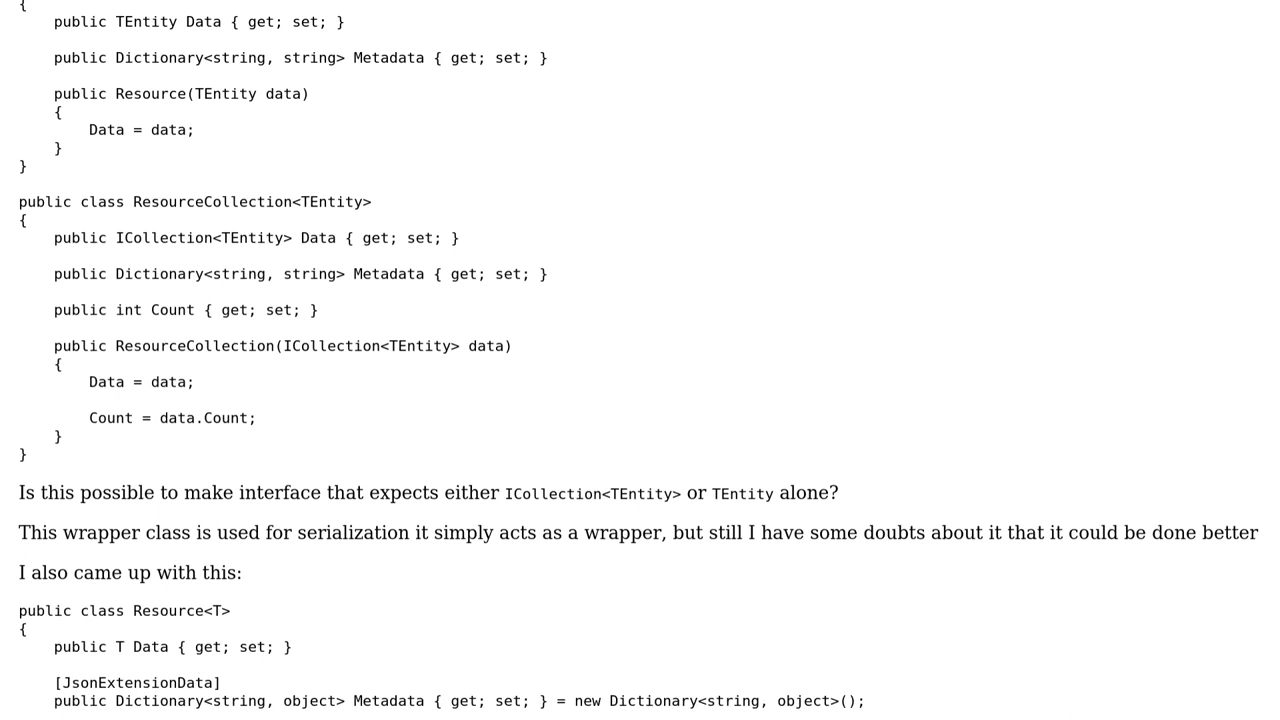 {
    public TEntity Data { get; set; }

    public Dictionary<string, string> Metadata { get; set; }

    public Resource(TEntity data)
    {
        Data = data;
    }
}

public class ResourceCollection<TEntity>
{
    public ICollection<TEntity> Data { get; set; }

    public Dictionary<string, string> Metadata { get; set; }

    public int Count { get; set; }

    public ResourceCollection(ICollection<TEntity> data)
    {
        Data = data;

        Count = data.Count;
    }
}
Is this possible to make interface that expects either ICollection<TEntity> or TEntity alone?
This wrapper class is used for serialization it simply acts as a wrapper, but still I have some doubts about it that it could be done better
I also came up with this:
public class Resource<T>
{
    public T Data { get; set; }

    [JsonExtensionData]
    public Dictionary<string, object> Metadata { get; set; } = new Dictionary<string, object>();